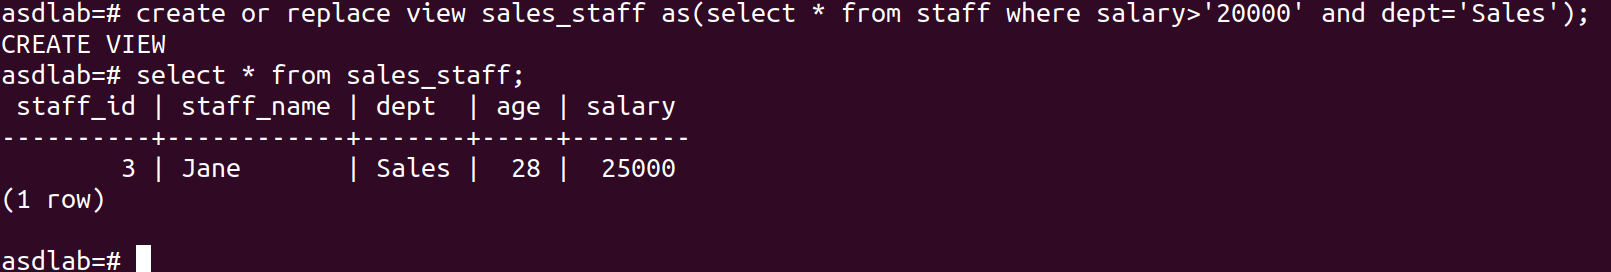 asdlab=# create or replace view sales_staff as(select * from staff where salary>'20000' and dept='Sales');
CREATE VIEW
asdlab=# select * from sales_staff;
 staff_id | staff_name | dept  | age | salary
----------+------------+-------+-----+--------
        3 | Jane       | Sales |  28 |  25000
(1 row)

asdlab=#